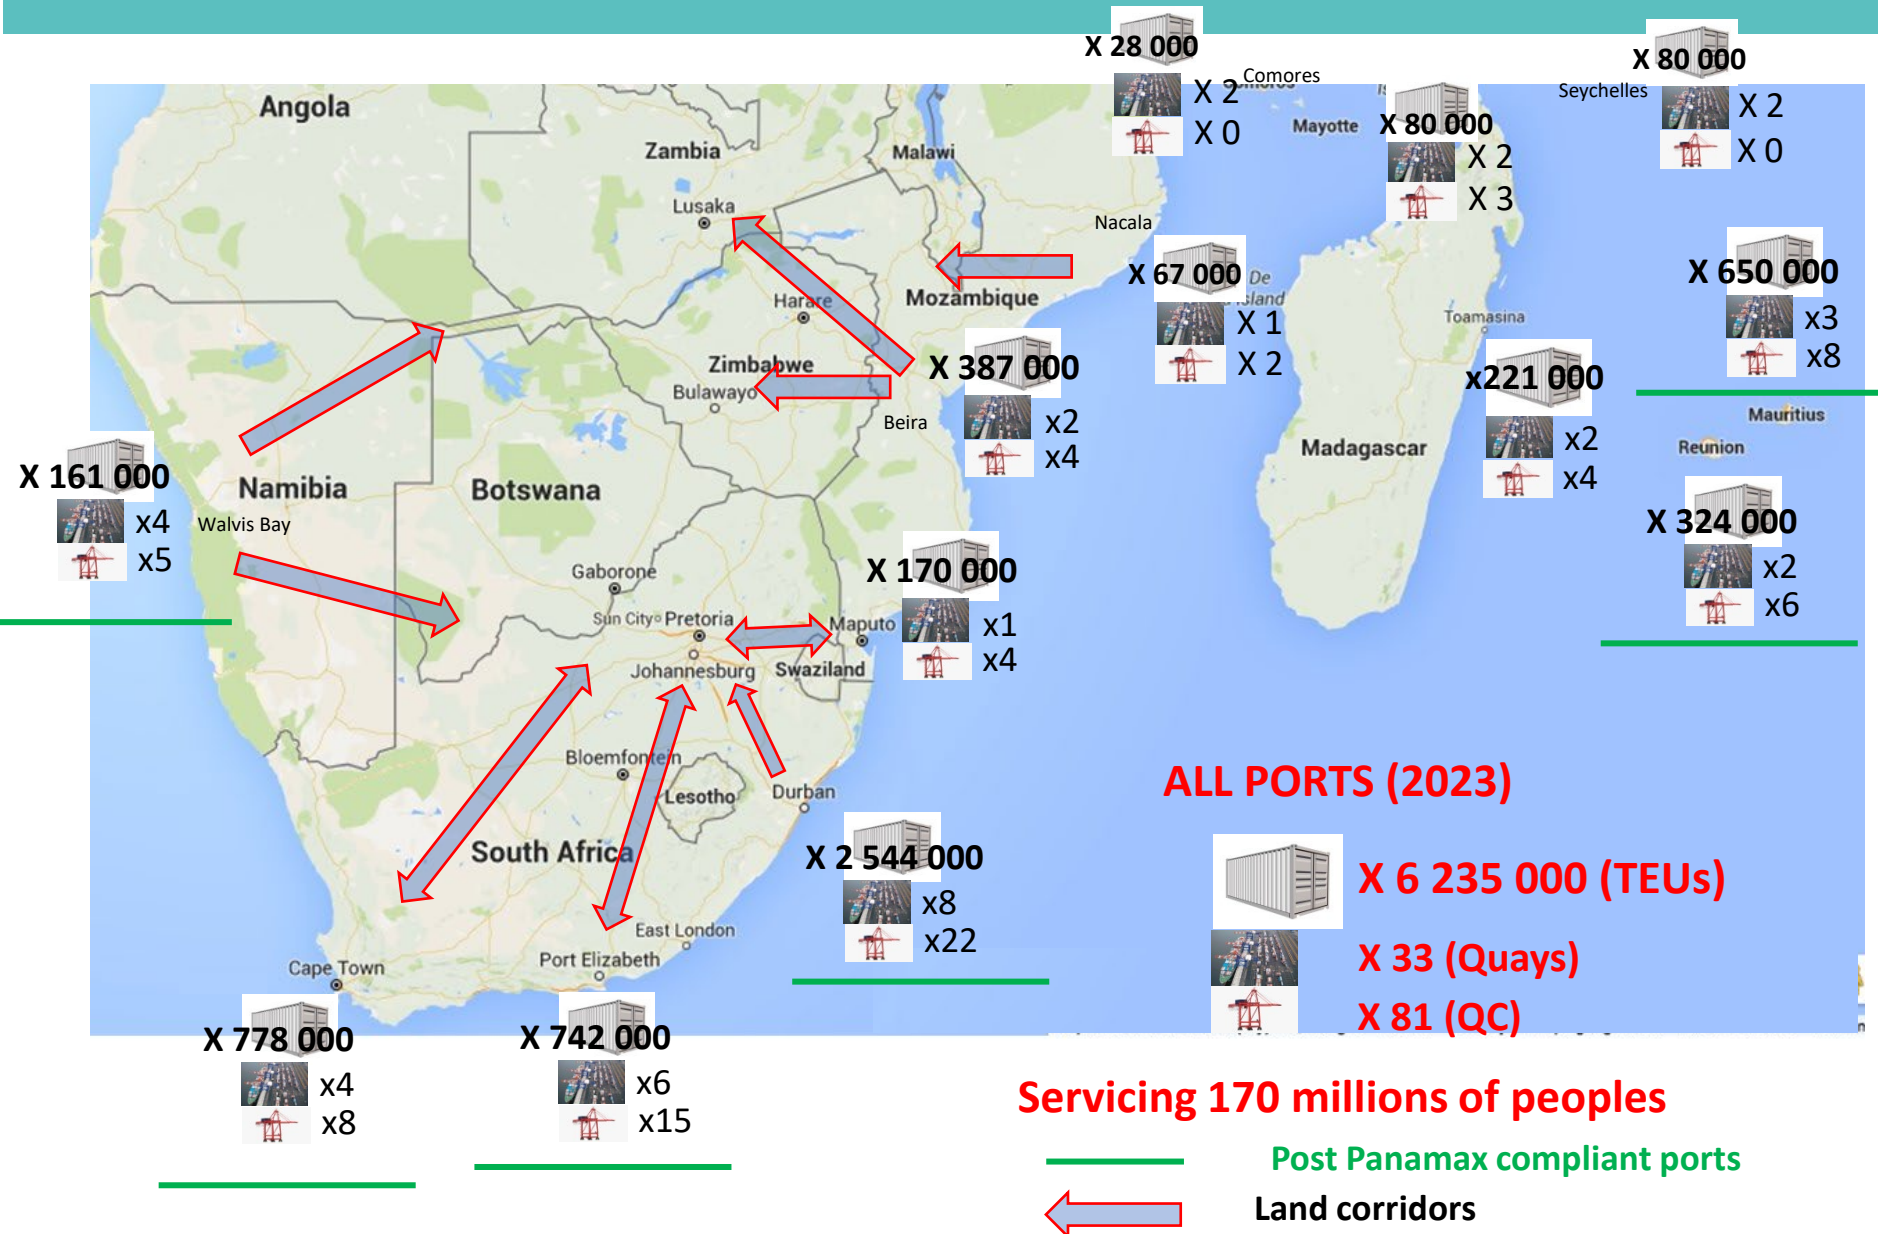 X 28 000
X 2
X 0
Comores
Comoros
X 80 000
Seychelles
X 2
X 0
Angola
Zambia
Malawi
Mayotte
X 80 000
X 2
X 3
Lusaka
Nacala
X 67 000
De
Island
X 1
X 2
X 650 000
x3
x8
Harare
Mozambique
Toamasina
Zimbabwe
Bulawayo
X 387 000
Beira
x2
x4
x221 000
x2
x4
Mauritius
Reunion
Madagascar
X 161 000
x4
x5
Walvis Bay
Namibia
Botswana
X 324 000
x2
x6
Gaborone
X 170 000
x1
x4
Sun City
Pretoria
Maputo
Johannesburg
Swaziland
Bloemfontein
Lesotho
Durban
South Africa
X 2 544 000
x8
x22
East London
Port Elizabeth
Cape Town
X 778 000
x4
x8
X 742 000
x6
x15
ALL PORTS (2023)
X 6 235 000 (TEUs)
X 33 (Quays)
X 81 (QC)
Servicing 170 millions of peoples
Post Panamax compliant ports
Land corridors